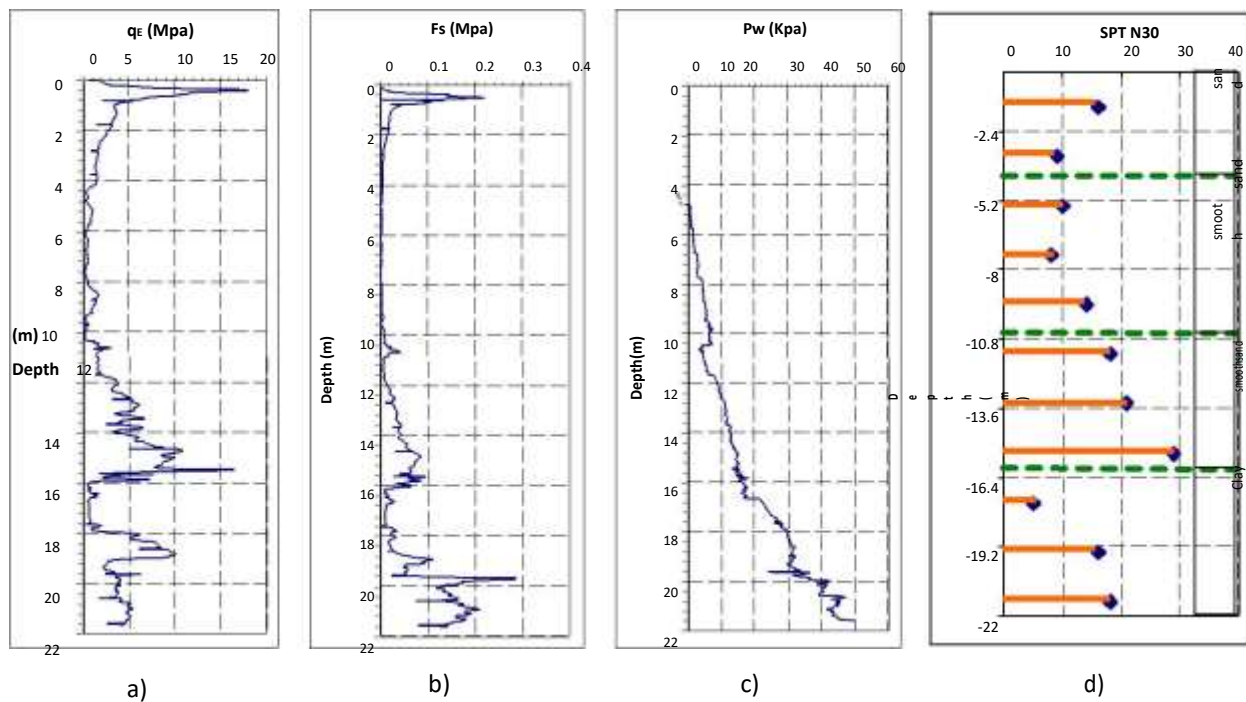 qE (Mpa)
0 5 10 15 20
0
2
4
6
8
(m) 10
Depth 12
14
16
18
20
22
a)
Fs (Mpa)
0 0.1 0.2 0.3 0.4
0
2
4
6
8
10
12
14
16
18
20
22
Depth (m)
b)
Pw (Kpa)
0 10 20 30 40 50 60
0
2
4
6
8
10
12
14
16
18
20
22
Depth(m)
c)
SPT N30
0 10 20 30 40
-2.4
-5.2
-8
-10.8
-13.6
-16.4
-19.2
-22
Depth(m)
san
d
sand
smoot
h
smoothsand
Clay
d)